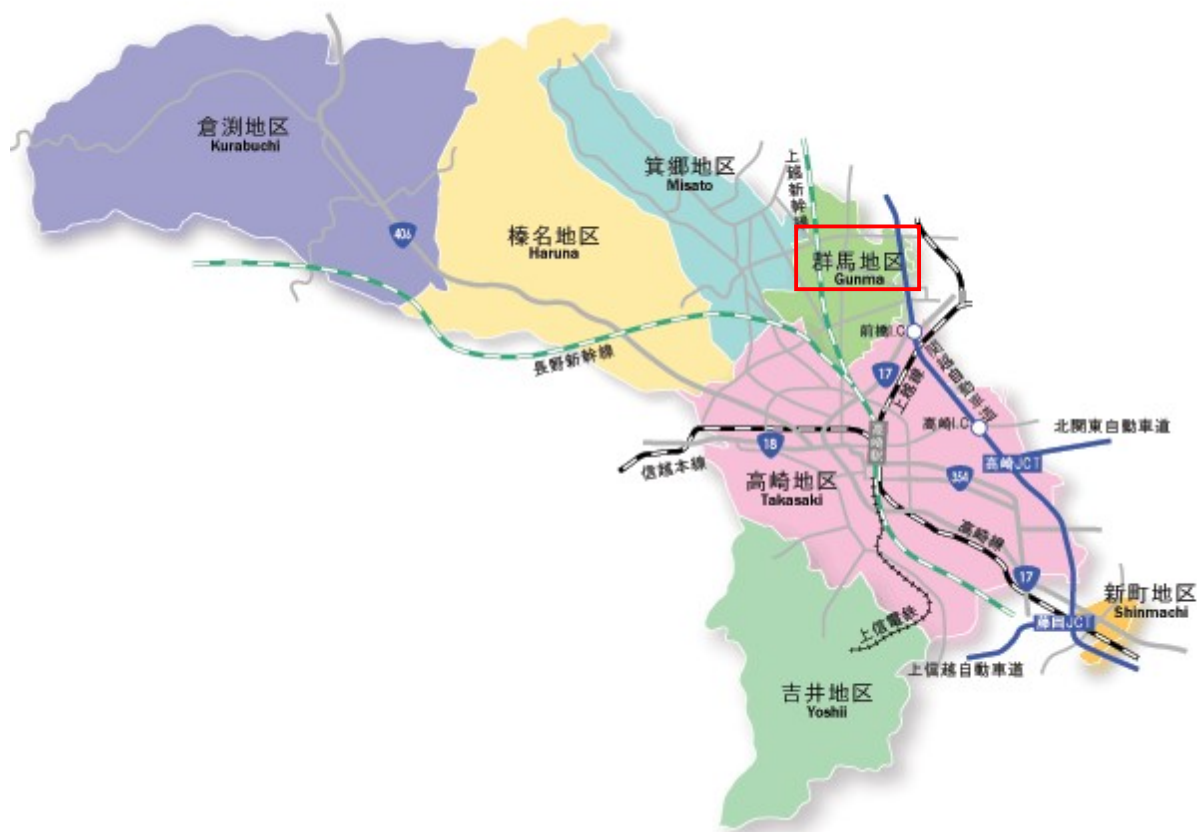 倉渕地区
Kurabuchi
箕郷地区
Misato
上越新幹線
榛名地区
Haruna
406
群馬地区
Gunma
前橋I.C
長野新幹線
17
上越線
関越自動車道
高崎I.C
北関東自動車道
高崎駅
18
信越本線
高崎JCT
354
高崎地区
Takasaki
高崎線
17
新町地区
Shinmachi
藤岡JCT
上信電鉄
上信越自動車道
吉井地区
Yoshii